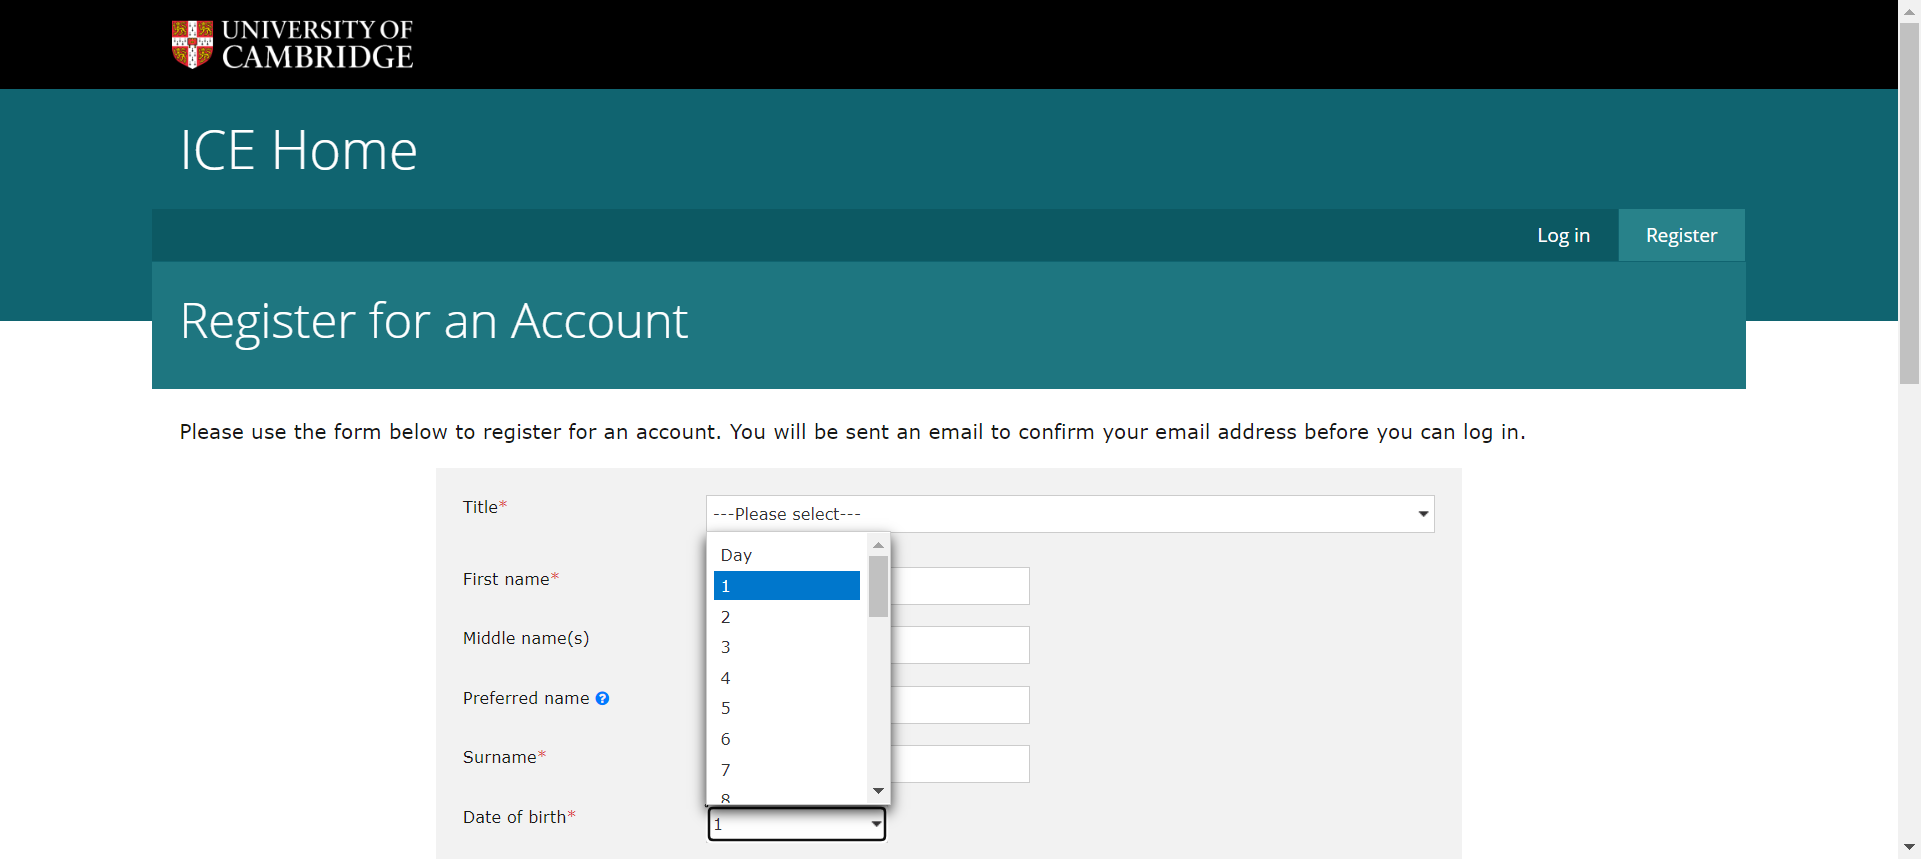 UNIVERSITY OF
CAMBRIDGE
ICE Home
Log in
Register
Register for an Account
Please use the form below to register for an account. You will be sent an email to confirm your email address before you can log in.
Title*
---Please select---
First name*
Middle name(s)
Preferred name ?
Surname*
Date of birth*
Day
1
2
3
4
5
6
7
8
1